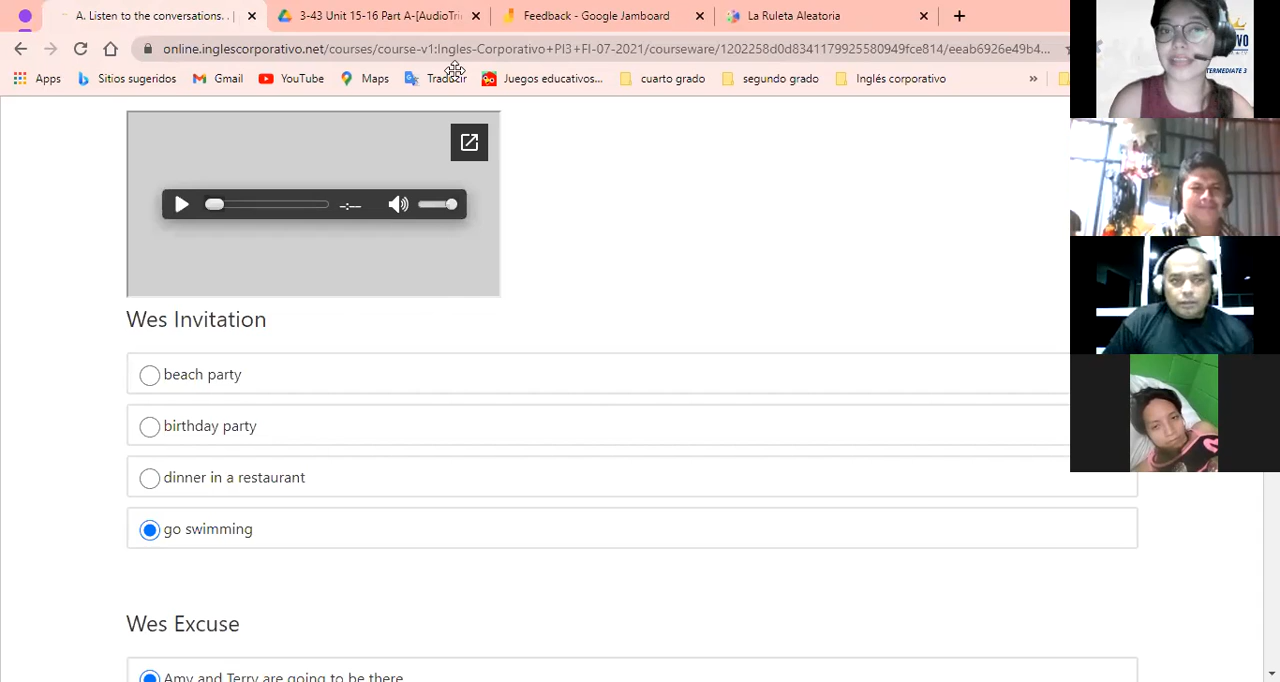 A. Listen to the conversations. |
3-43 Unit 15-16 Part A-[AudioTri
Feedback - Google Jamboard
La Ruleta Aleatoria
online.inglescorporativo.net/courses/course-v1:Ingles-Corporativo+PI3+FI-07-2021/courseware/1202258d0d8341179925580949fce814/eeab6926e49b4...
Apps
Sitios sugeridos
Gmail
YouTube
Maps
Traducir
Juegos educativos...
cuarto grado
segundo grado
Inglés corporativo
»
TERMEDIATE 3
-:--
Wes Invitation
beach party
birthday party
dinner in a restaurant
go swimming
Wes Excuse
Amy and Terry are going to be there